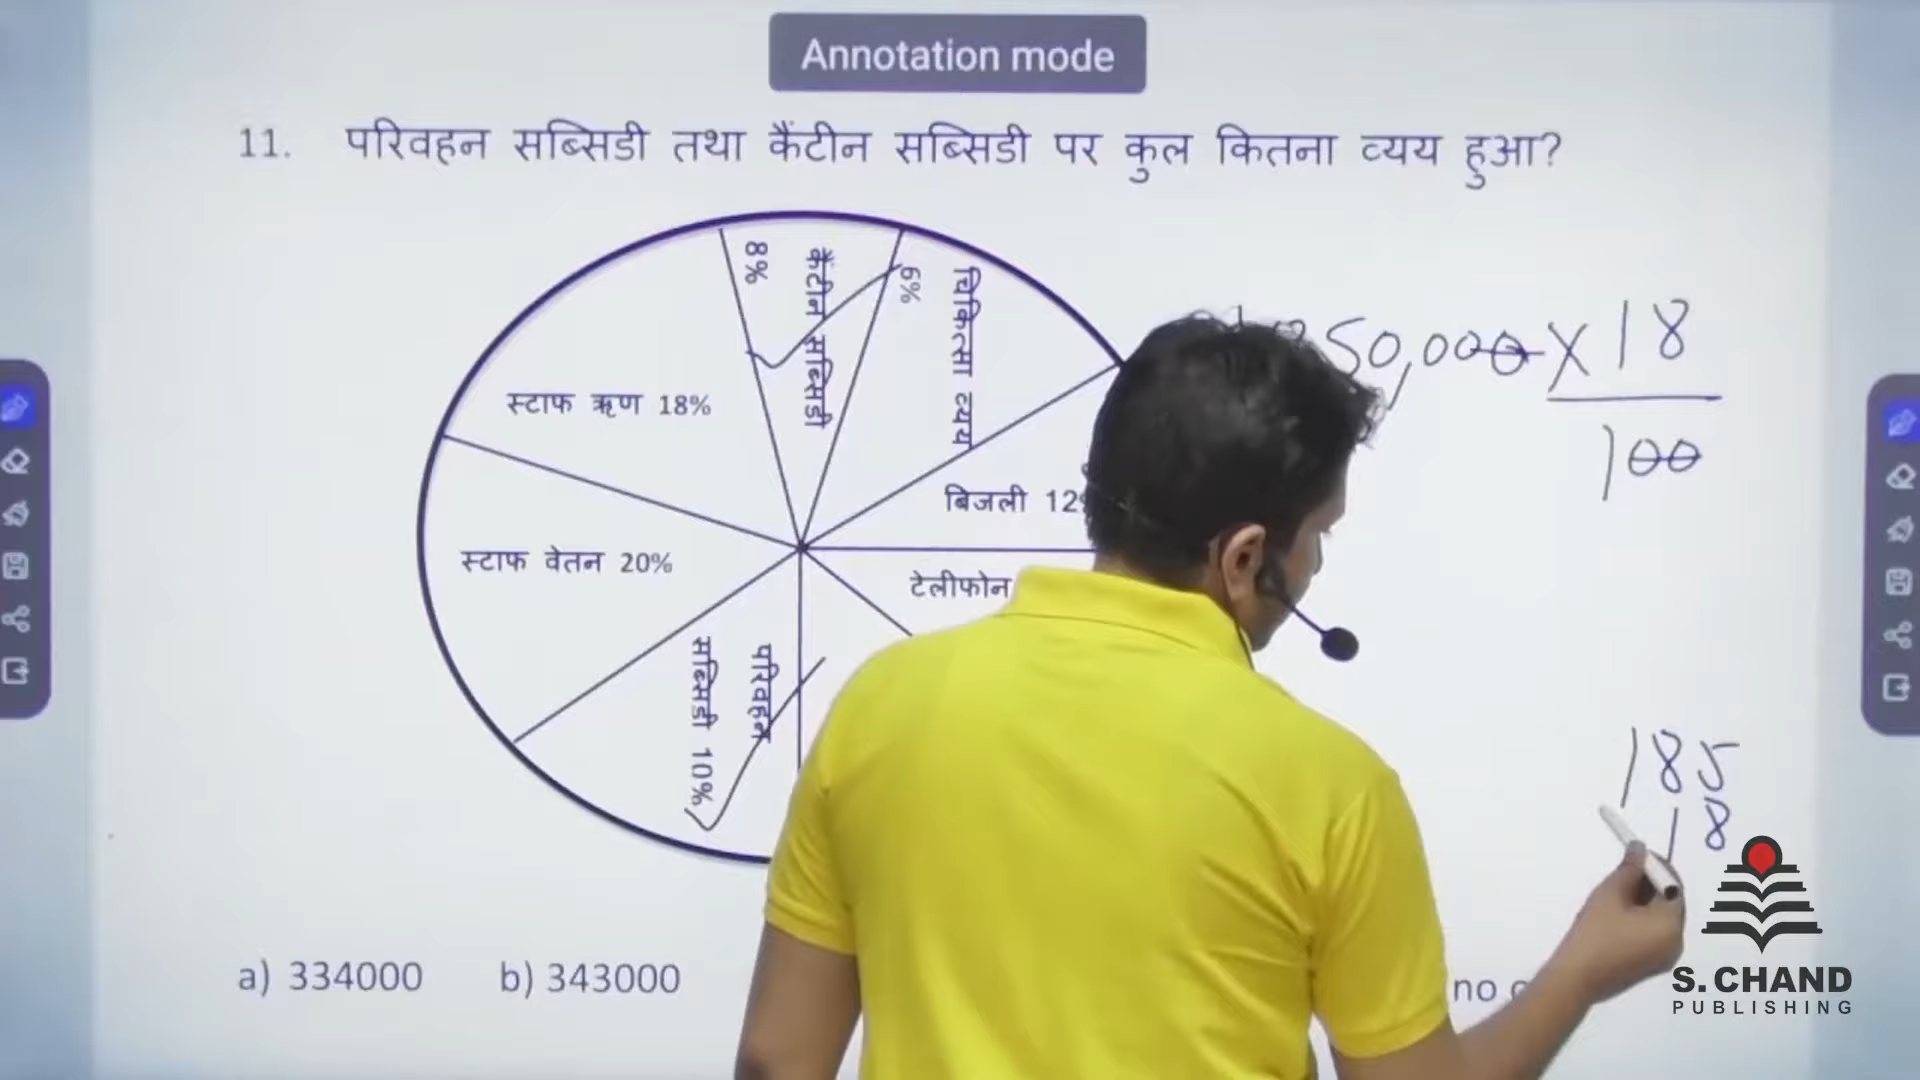 Annotation mode
11. परिवहन सब्सिडी तथा कैंटीन सब्सिडी पर कुल कितना व्यय हुआ?
8%
कैंटीन सब्सिडी
6%
चिकित्सा व्यय
50,000 X 18
100
स्टाफ ऋण 18%
बिजली 12
स्टाफ वेतन 20%
टेलीफोन
परिवहन
सब्सिडी 10%
185
18
a) 334000 b) 343000
no
S. CHAND
PUBLISHING